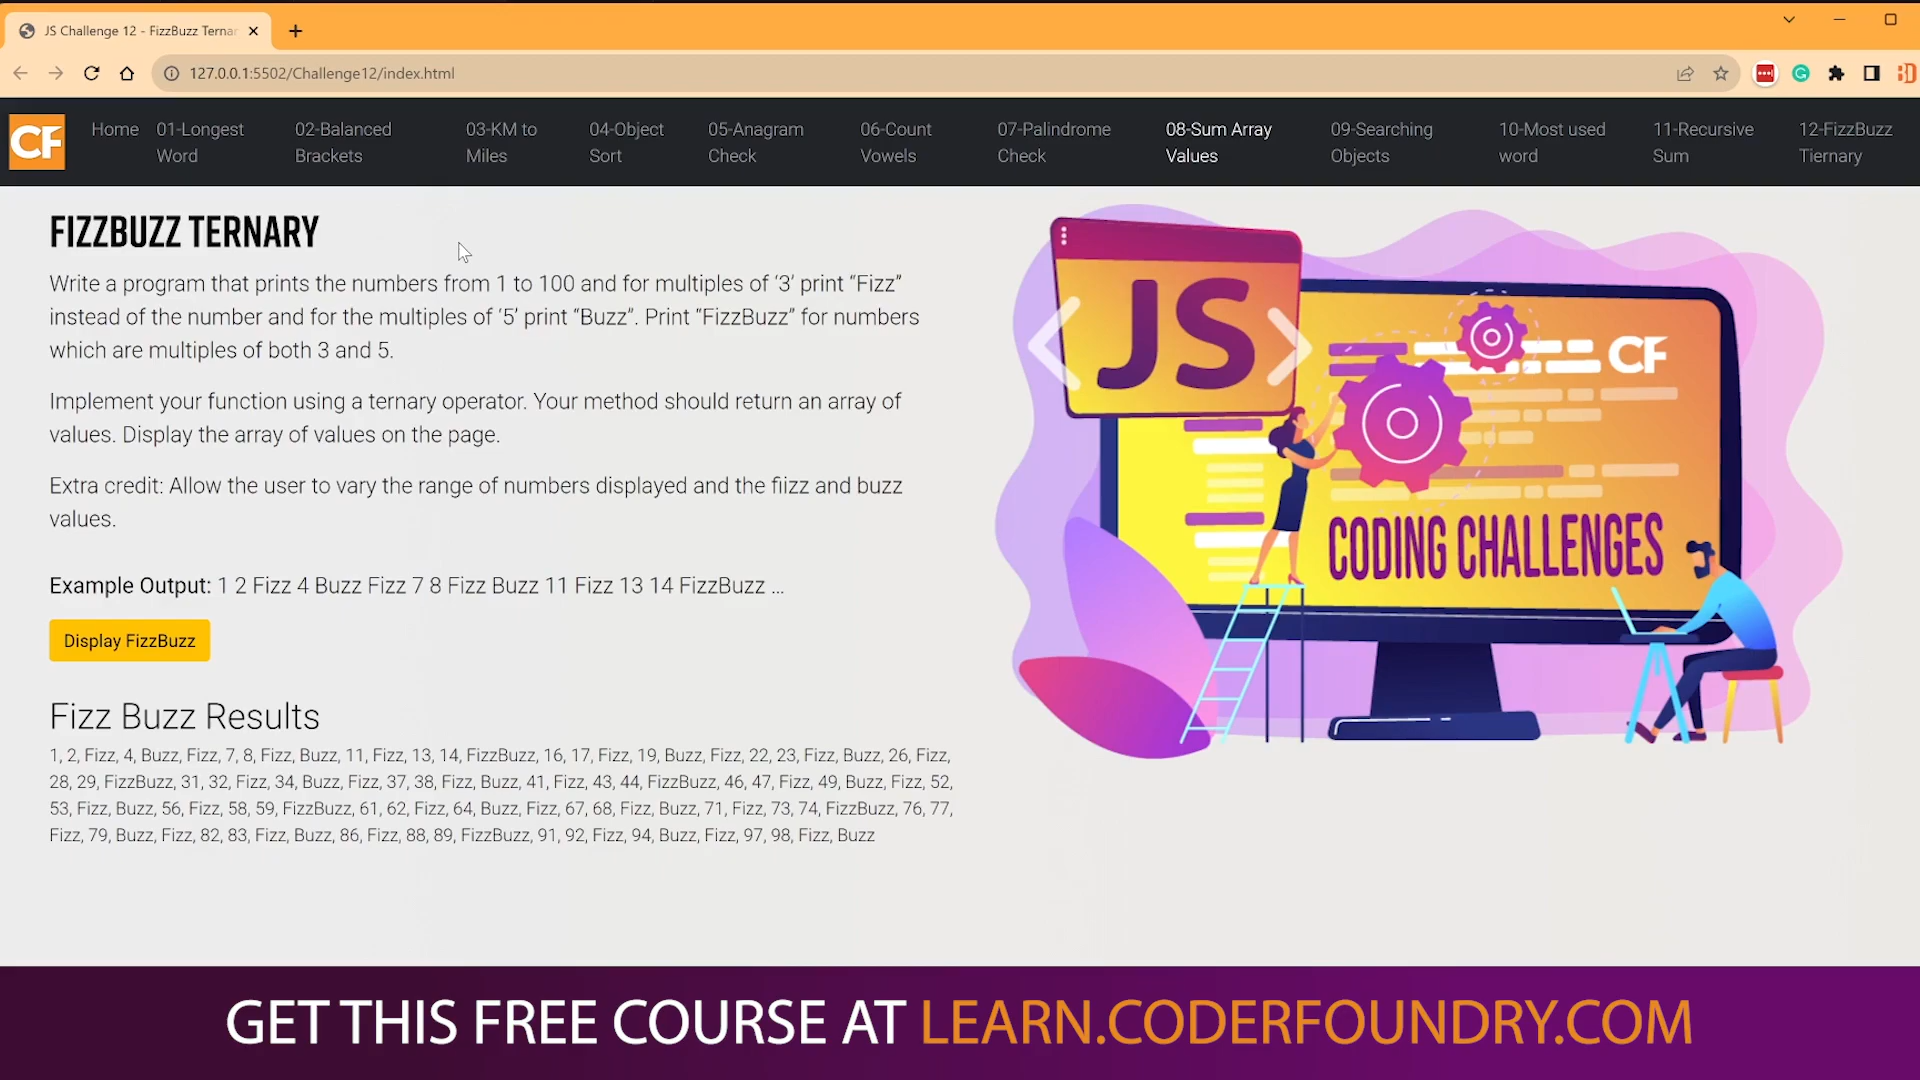 JS Challenge 12 - FizzBuzz Ternar
127.0.0.1:5502/Challenge12/index.html
CF
Home
01-Longest
Word
02-Balanced
Brackets
03-KM to
Miles
04-Object
Sort
05-Anagram
Check
06-Count
Vowels
07-Palindrome
Check
08-Sum Array
Values
09-Searching
Objects
10-Most used
word
11-Recursive
Sum
12-FizzBuzz
Tiernary
FIZZBUZZ TERNARY
Write a program that prints the numbers from 1 to 100 and for multiples of ‘3’ print “Fizz”
instead of the number and for the multiples of ‘5’ print “Buzz”. Print “FizzBuzz” for numbers
which are multiples of both 3 and 5.
Implement your function using a ternary operator. Your method should return an array of
values. Display the array of values on the page.
Extra credit: Allow the user to vary the range of numbers displayed and the fiizz and buzz
values.
Example Output: 1 2 Fizz 4 Buzz Fizz 7 8 Fizz Buzz 11 Fizz 13 14 FizzBuzz ...
Display FizzBuzz
Fizz Buzz Results
1, 2, Fizz, 4, Buzz, Fizz, 7, 8, Fizz, Buzz, 11, Fizz, 13, 14, FizzBuzz, 16, 17, Fizz, 19, Buzz, Fizz, 22, 23, Fizz, Buzz, 26, Fizz,
28, 29, FizzBuzz, 31, 32, Fizz, 34, Buzz, Fizz, 37, 38, Fizz, Buzz, 41, Fizz, 43, 44, FizzBuzz, 46, 47, Fizz, 49, Buzz, Fizz, 52,
53, Fizz, Buzz, 56, Fizz, 58, 59, FizzBuzz, 61, 62, Fizz, 64, Buzz, Fizz, 67, 68, Fizz, Buzz, 71, Fizz, 73, 74, FizzBuzz, 76, 77,
Fizz, 79, Buzz, Fizz, 82, 83, Fizz, Buzz, 86, Fizz, 88, 89, FizzBuzz, 91, 92, Fizz, 94, Buzz, Fizz, 97, 98, Fizz, Buzz
JS
CF
CODING CHALLENGES
GET THIS FREE COURSE AT LEARN.CODERFOUNDRY.COM